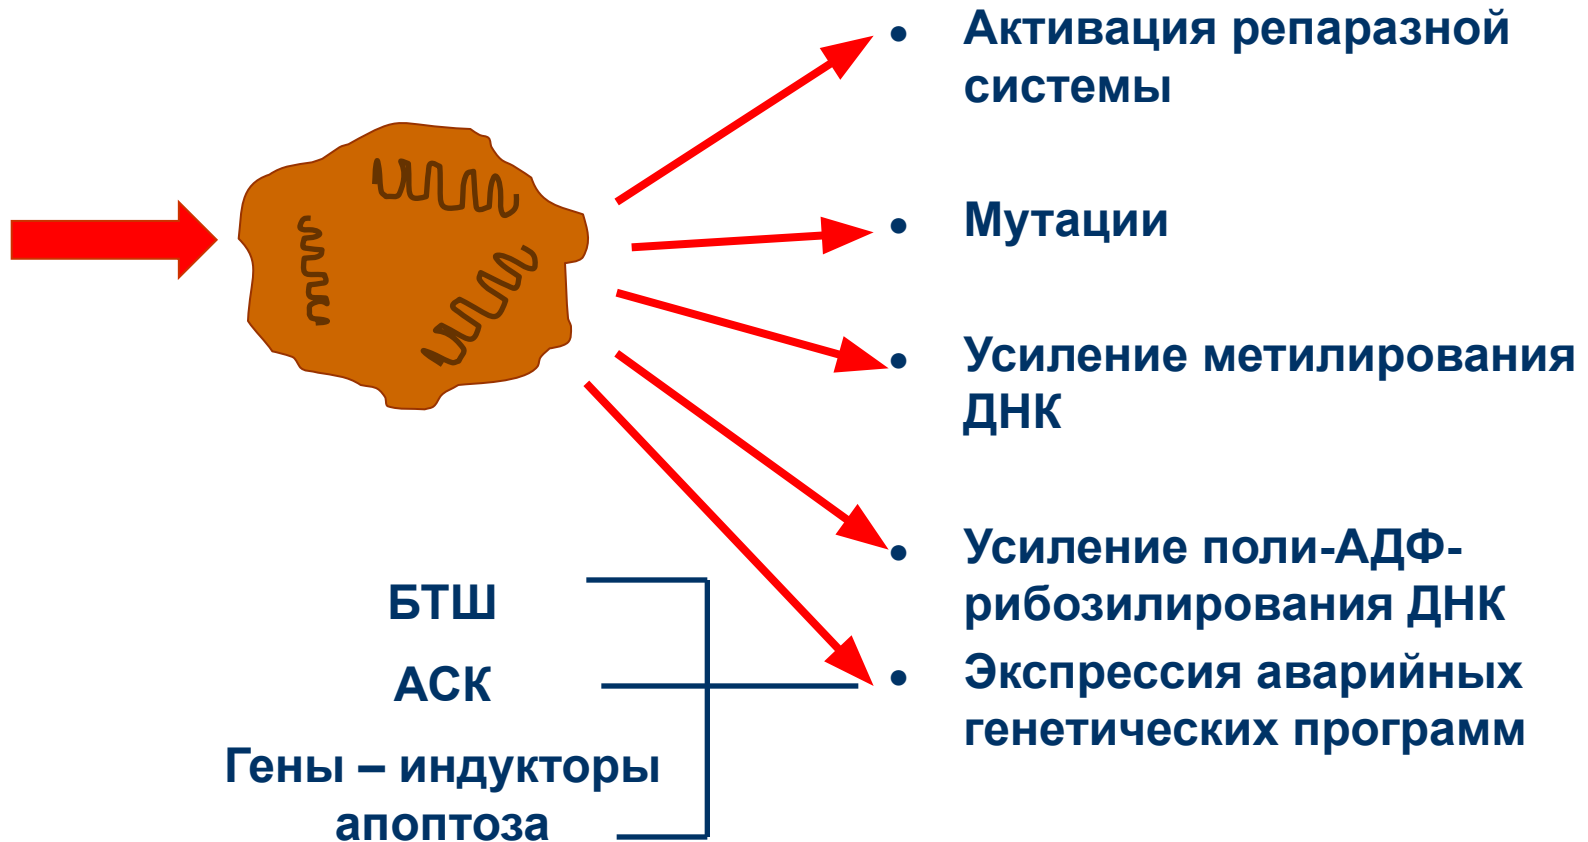 Активация репаразной
системы
Мутации
Усиление метилирования
ДНК
Усиление поли-АДФ-
рибозилирования ДНК
Экспрессия аварийных
генетических программ
БТШ
АСК
Гены – индукторы
апоптоза